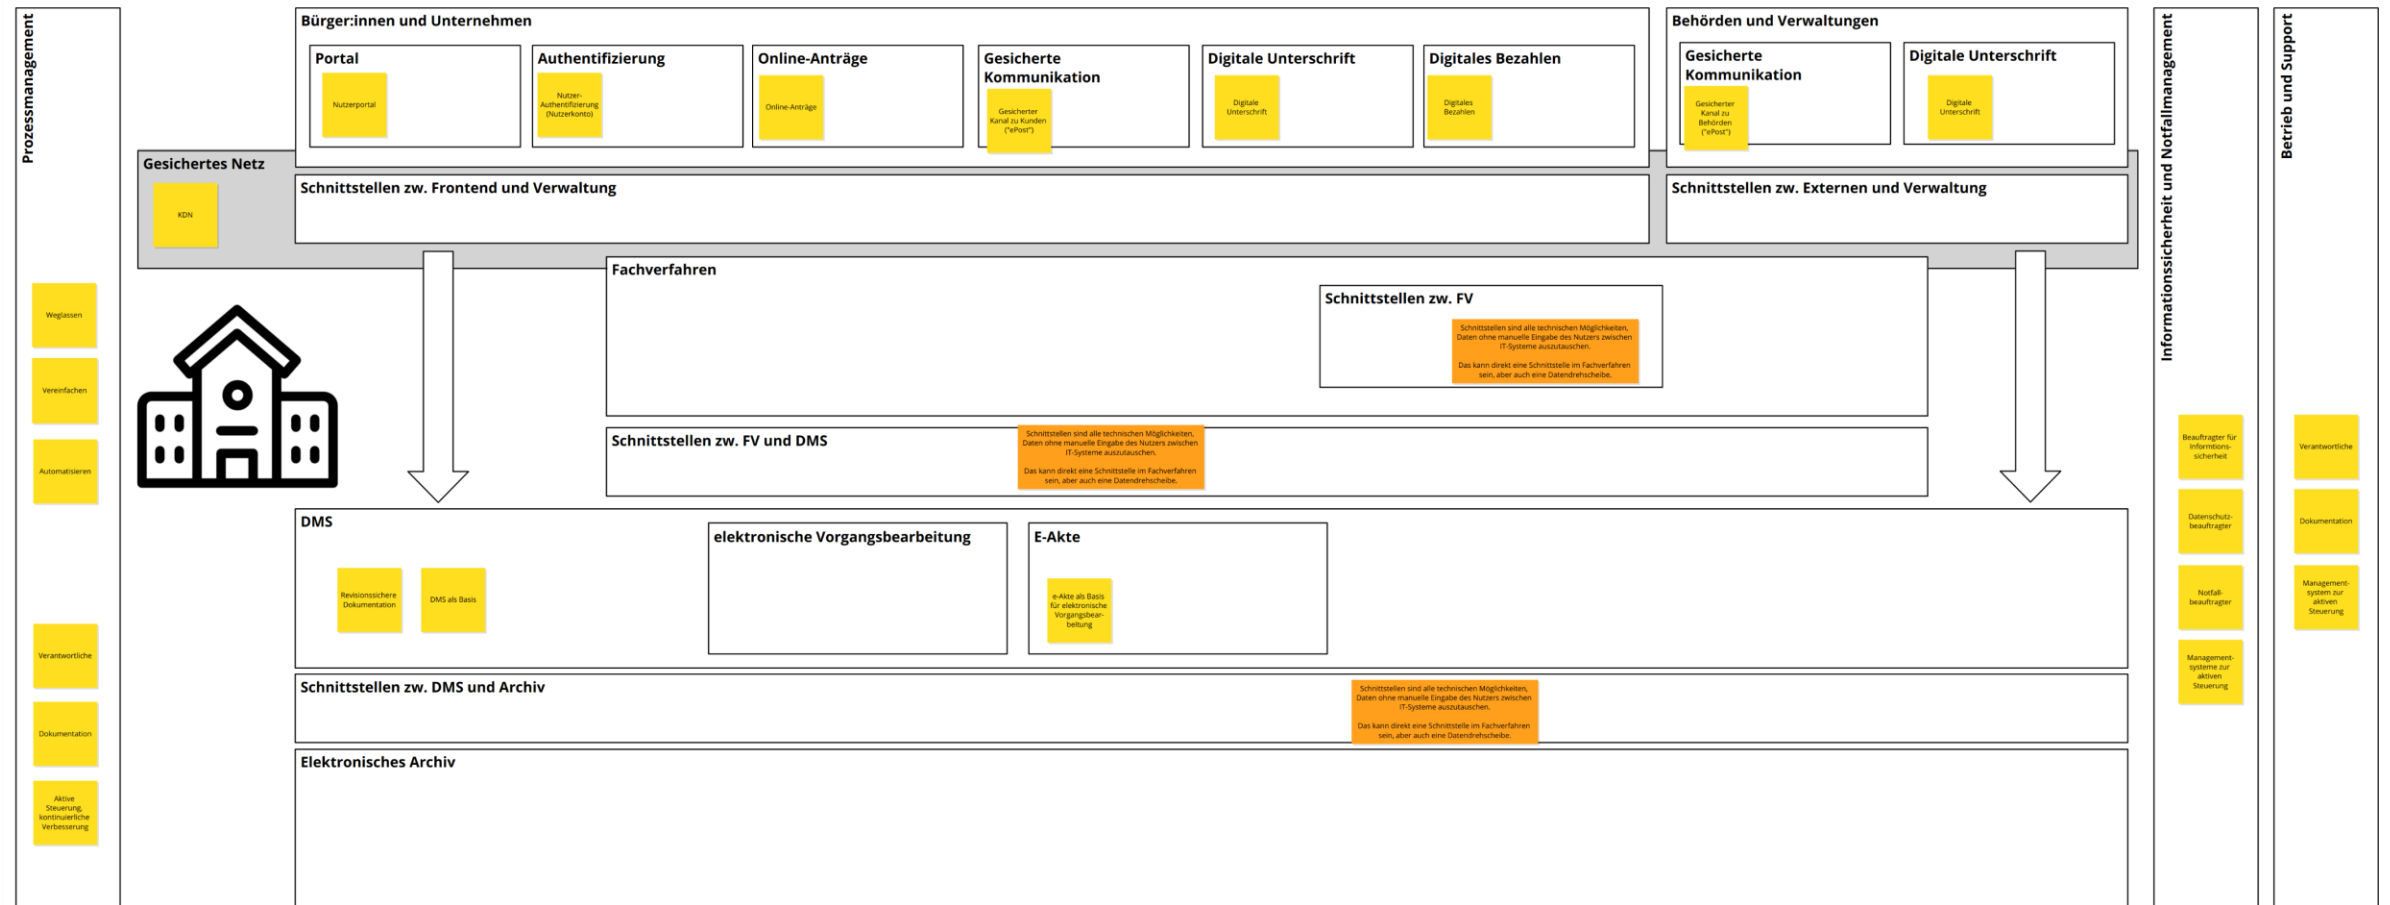 Prozessmanagement
Weglassen
Vereinfachen
Automatisieren
Verantwortliche
Dokumentation
Aktive
Steuerung,
kontinuierliche
Verbesserung
Bürger:innen und Unternehmen
Portal
Nutzerportal
Authentifizierung
Nutzer-
Authentifizierung
(Nutzerkonto)
Online-Anträge
Online-Anträge
Gesicherte
Kommunikation
Gesicherter
Kanal zu Kunden
("ePost")
Digitale Unterschrift
Digitale
Unterschrift
Digitales Bezahlen
Digitales
Bezahlen
Behörden und Verwaltungen
Gesicherte
Kommunikation
Gesicherter
Kanal zu
Behörden
("ePost")
Digitale Unterschrift
Digitale
Unterschrift
Gesichertes Netz
KDN
Schnittstellen zw. Frontend und Verwaltung
Schnittstellen zw. Externen und Verwaltung
Fachverfahren
Schnittstellen zw. FV
Schnittstellen sind alle technischen Möglichkeiten,
Daten ohne manuelle Eingabe des Nutzers zwischen
IT-Systeme auszutauschen.
Das kann direkt eine Schnittstelle im Fachverfahren
sein, aber auch eine Datendrehscheibe.
Schnittstellen zw. FV und DMS
Schnittstellen sind alle technischen Möglichkeiten,
Daten ohne manuelle Eingabe des Nutzers zwischen
IT-Systeme auszutauschen.
Das kann direkt eine Schnittstelle im Fachverfahren
sein, aber auch eine Datendrehscheibe.
DMS
Revisionssichere
Dokumentation
DMS als Basis
elektronische Vorgangsbearbeitung
E-Akte
e-Akte als Basis
für elektronische
Vorgangsbear-
beitung
Schnittstellen zw. DMS und Archiv
Schnittstellen sind alle technischen Möglichkeiten,
Daten ohne manuelle Eingabe des Nutzers zwischen
IT-Systeme auszutauschen.
Das kann direkt eine Schnittstelle im Fachverfahren
sein, aber auch eine Datendrehscheibe.
Elektronisches Archiv
Informationssicherheit und Notfallmanagement
Beauftragter für
Informtions-
sicherheit
Datenschutz-
beauftragter
Notfall-
beauftragter
Management-
systeme zur
aktiven
Steuerung
Betrieb und Support
Verantwortliche
Dokumentation
Management-
system zur
aktiven
Steuerung